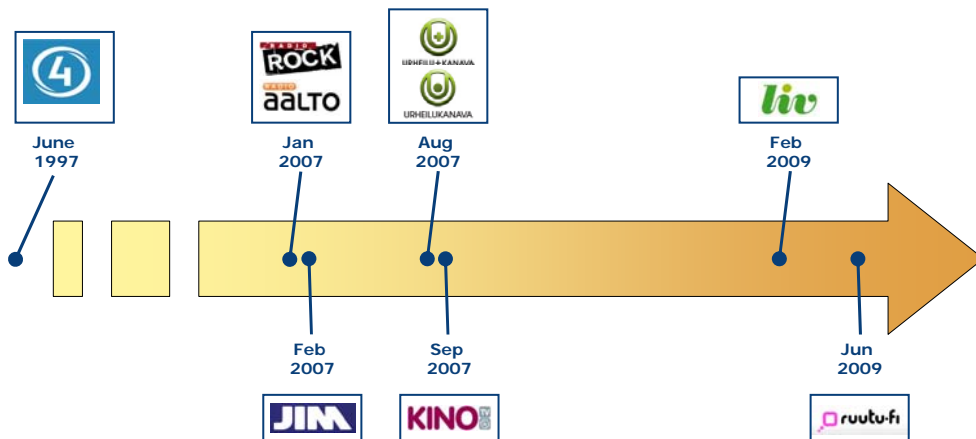 4
June
1997
RADIO
ROCK
RADIO
aaLTO
Jan
2007
URHEILU+KANAVA
URHEILUKANAVA
Aug
2007
liv
Feb
2009
Feb
2007
JIM
Sep
2007
KINO
Jun
2009
ruutu.fi